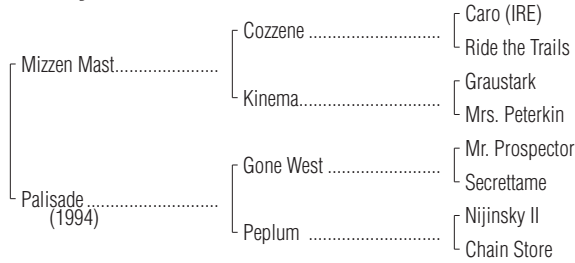 Caro (IRE)
Cozzene ..........................
Ride the Trails
Mizzen Mast.....................
Graustark
Kinema............................
Mrs. Peterkin
Mr. Prospector
Gone West ......................
Secrettame
Palisade ..........................
(1994)
Nijinsky II
Peplum ..........................
Chain Store